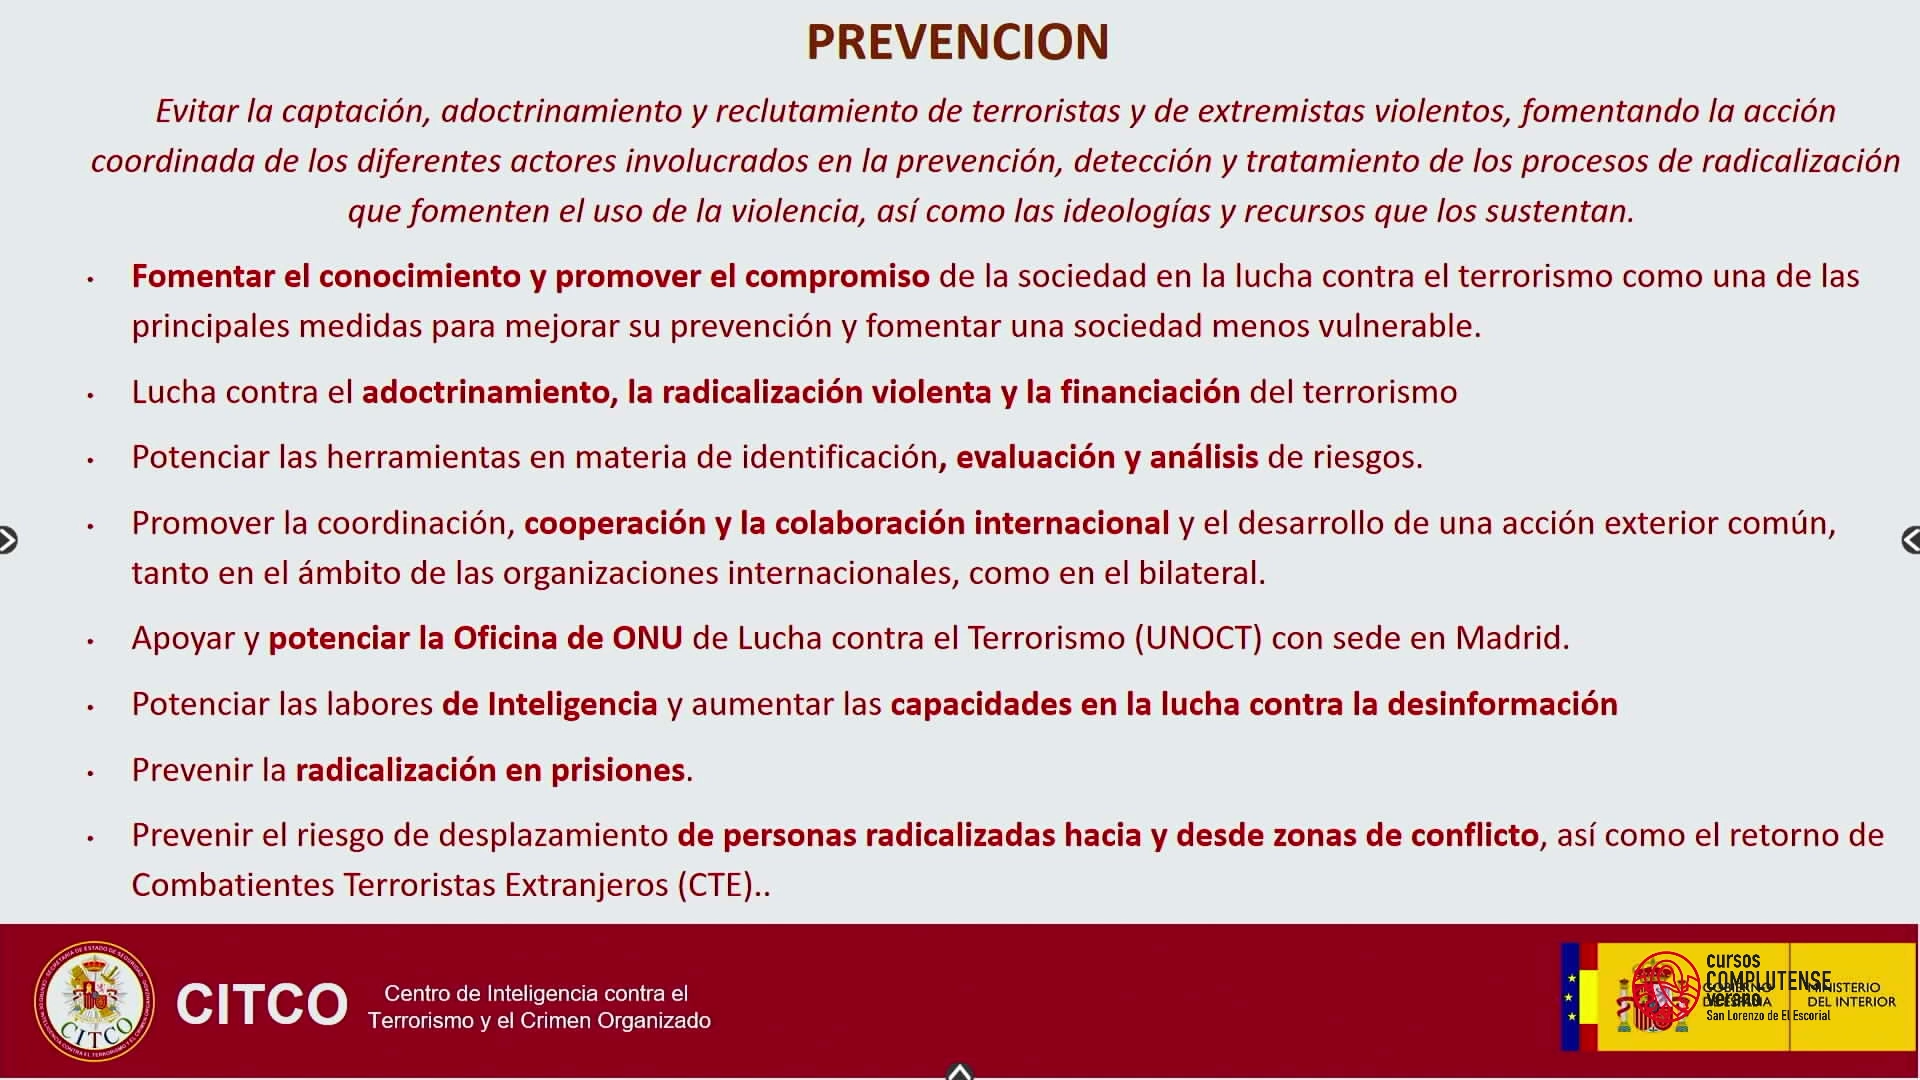 PREVENCION
Evitar la captación, adoctrinamiento y reclutamiento de terroristas y de extremistas violentos, fomentando la acción
coordinada de los diferentes actores involucrados en la prevención, detección y tratamiento de los procesos de radicalización
que fomenten el uso de la violencia, así como las ideologías y recursos que los sustentan.
• Fomentar el conocimiento y promover el compromiso de la sociedad en la lucha contra el terrorismo como una de las
principales medidas para mejorar su prevención y fomentar una sociedad menos vulnerable.
• Lucha contra el adoctrinamiento, la radicalización violenta y la financiación del terrorismo
• Potenciar las herramientas en materia de identificación, evaluación y análisis de riesgos.
• Promover la coordinación, cooperación y la colaboración internacional y el desarrollo de una acción exterior común,
tanto en el ámbito de las organizaciones internacionales, como en el bilateral.
• Apoyar y potenciar la Oficina de ONU de Lucha contra el Terrorismo (UNOCT) con sede en Madrid.
• Potenciar las labores de Inteligencia y aumentar las capacidades en la lucha contra la desinformación
• Prevenir la radicalización en prisiones.
• Prevenir el riesgo de desplazamiento de personas radicalizadas hacia y desde zonas de conflicto, así como el retorno de
Combatientes Terroristas Extranjeros (CTE)..
CITCO
CITCO
Centro de Inteligencia contra el
Terrorismo y el Crimen Organizado
cursos
COMPLUTENSE
verano
San Lorenzo de El Escorial
GOBIERNO
DE ESPAÑA
MINISTERIO
DEL INTERIOR